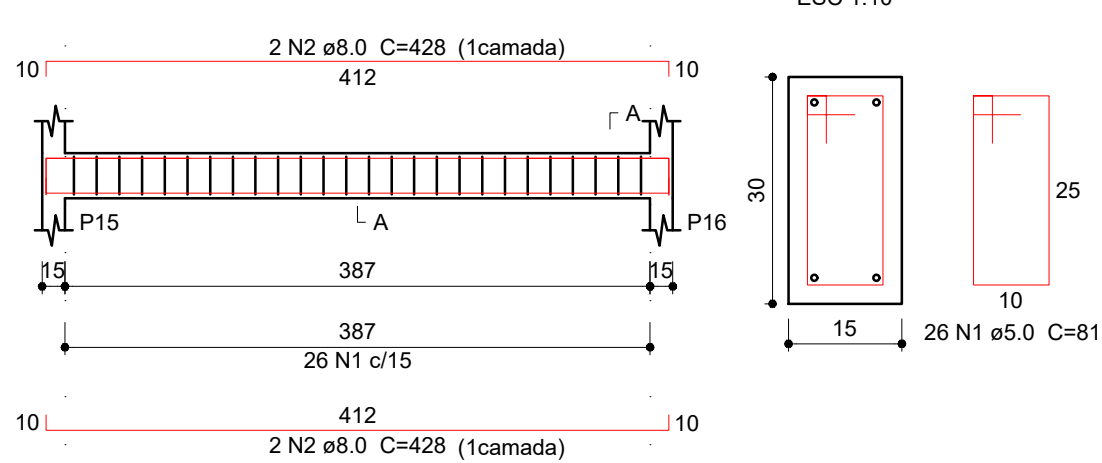 ESC 1:10
2 N2 ø8.0 C=428 (1camada)
10 412 10
A
P15 A P16
15 387 15
387
26 N1 c/15
10 412 10
2 N2 ø8.0 C=428 (1camada)
30
25
10
15 26 N1 ø5.0 C=81